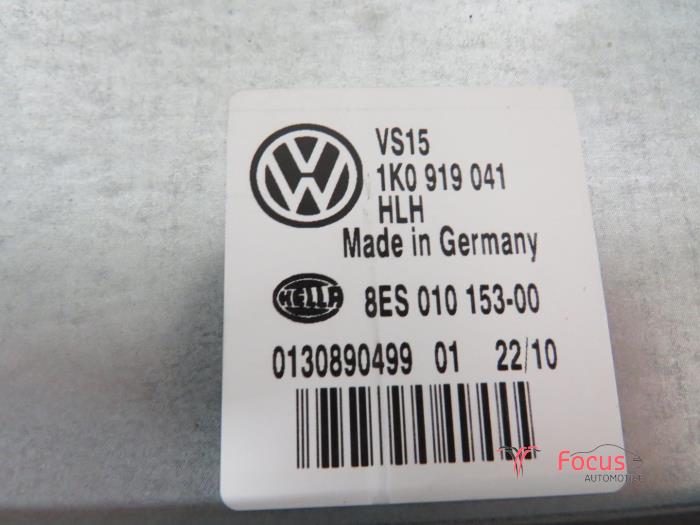 VS15
1K0 919 041
HLH
Made in Germany
HELLA 8ES 010 153-00
0130890499 01 22/10
Focus
AUTOMOTIVE